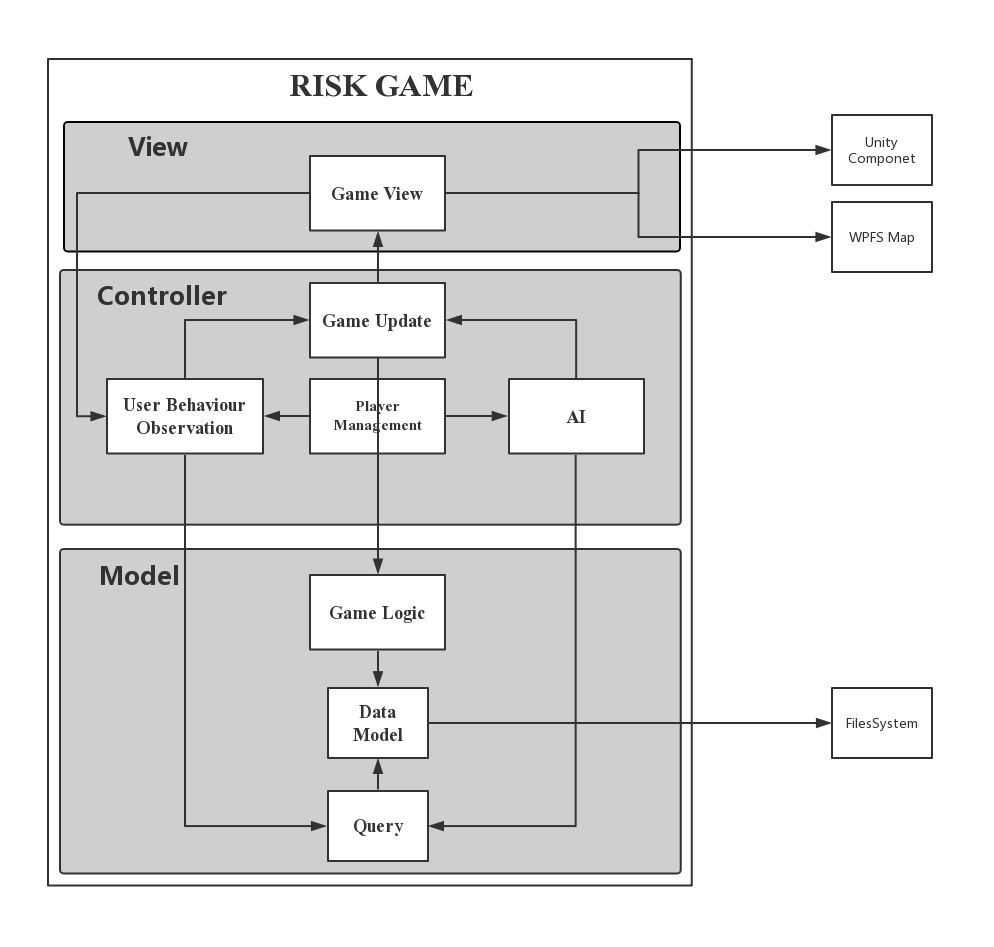 RISK GAME
View
Game View
Unity
Componet
WPFS Map
Controller
Game Update
User Behaviour
Observation
Player
Management
AI
Model
Game Logic
Data
Model
FilesSystem
Query